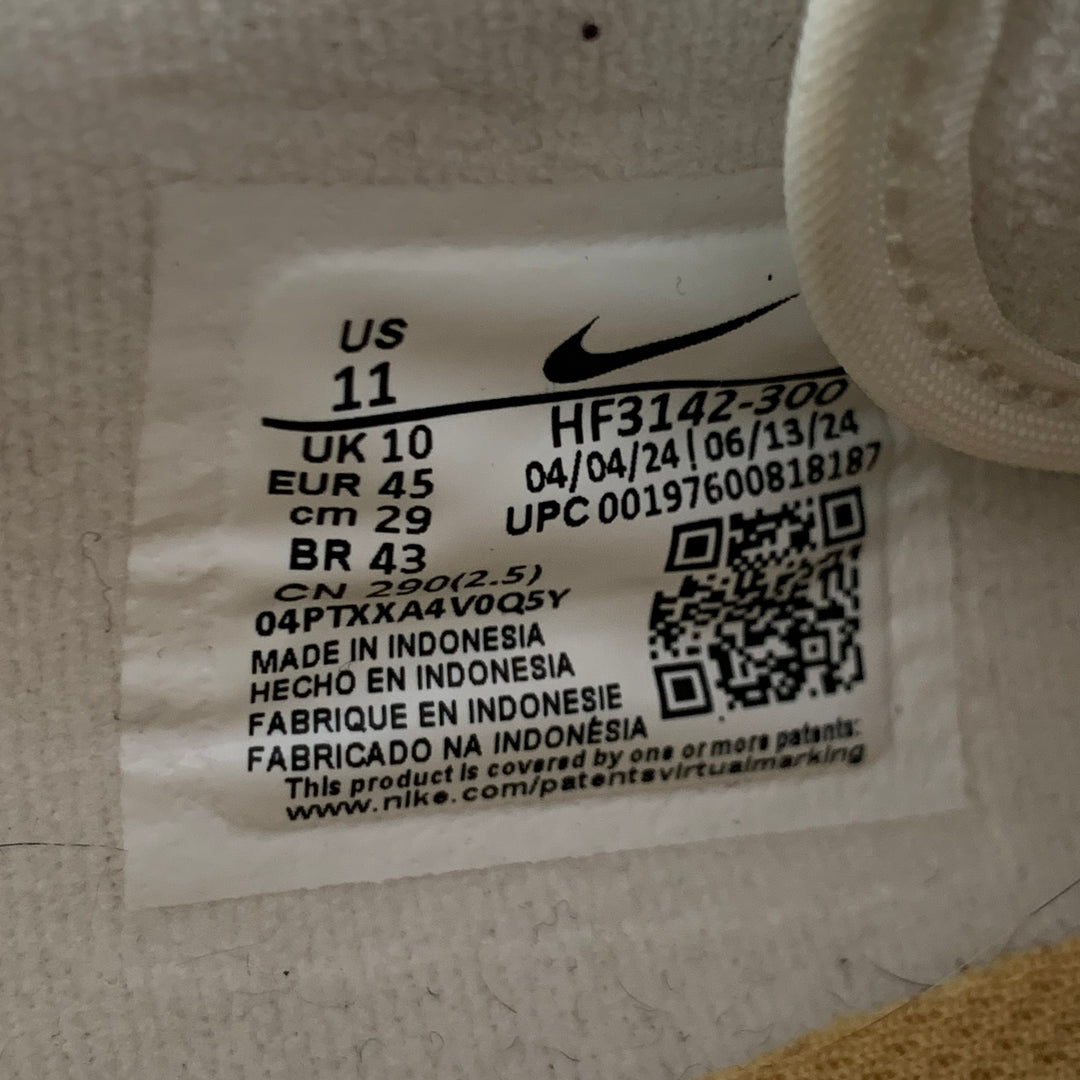 US
11
UK 10
EUR 45
cm 29
BR 43
CN 290(2.5)
04PTXXA4V0Q5Y
HF3142-300
04/04/24 | 06/13/24
UPC 00197600818187
MADE IN INDONESIA
HECHO EN INDONESIA
FABRIQUE EN INDONESIE
FABRICADO NA INDONÉSIA
This product is covered by one or more patents:
www.nike.com/patentsvirtualmarking